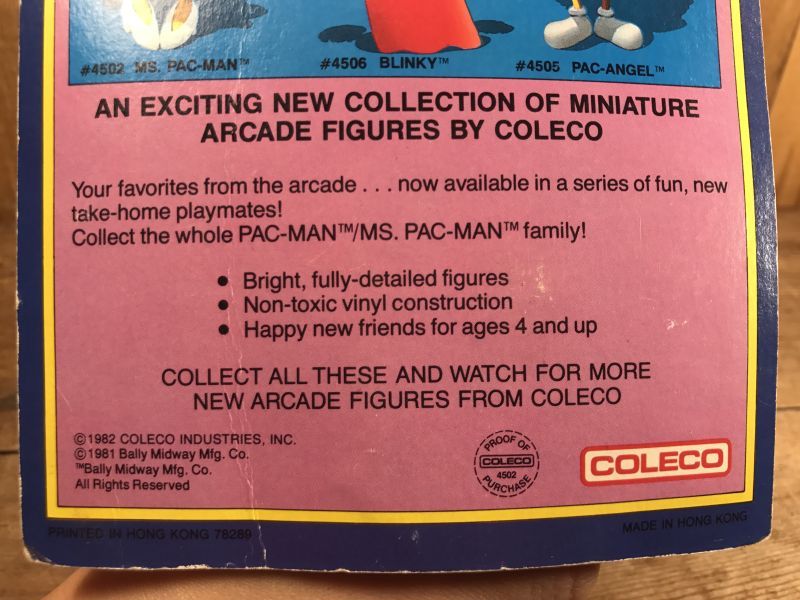 #4502 MS. PAC-MAN™ #4506 BLINKY™ #4505 PAC-ANGEL™
AN EXCITING NEW COLLECTION OF MINIATURE
ARCADE FIGURES BY COLECO
Your favorites from the arcade . . . now available in a series of fun, new
take-home playmates!
Collect the whole PAC-MAN™/MS. PAC-MAN™ family!
• Bright, fully-detailed figures
• Non-toxic vinyl construction
• Happy new friends for ages 4 and up
COLLECT ALL THESE AND WATCH FOR MORE
NEW ARCADE FIGURES FROM COLECO
©1982 COLECO INDUSTRIES, INC.
©1981 Bally Midway Mfg. Co.
™Bally Midway Mfg. Co.
All Rights Reserved
PROOF OF
COLECO
4502
PURCHASE
COLECO
PRINTED IN HONG KONG 78289
MADE IN HONG KONG